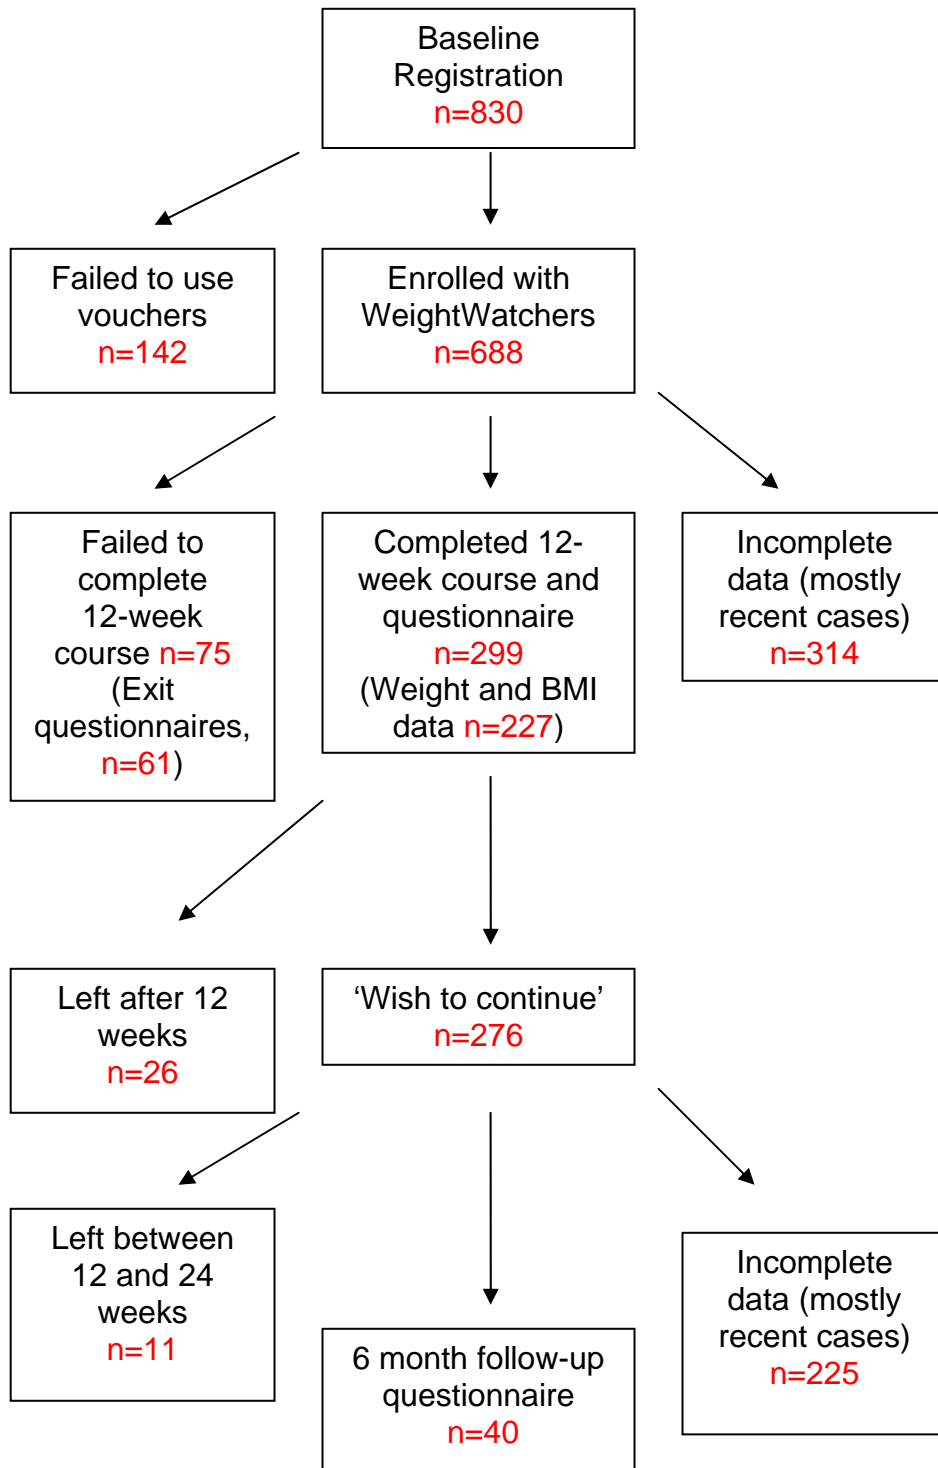 Baseline
Registration
n=830
Failed to use
vouchers
n=142
Enrolled with
WeightWatchers
n=688
Failed to
complete
12-week
course n=75
(Exit
questionnaires,
n=61)
Completed 12-
week course and
questionnaire
n=299
(Weight and BMI
data n=227)
Incomplete
data (mostly
recent cases)
n=314
Left after 12
weeks
n=26
‘Wish to continue’
n=276
Left between
12 and 24
weeks
n=11
6 month follow-up
questionnaire
n=40
Incomplete
data (mostly
recent cases)
n=225